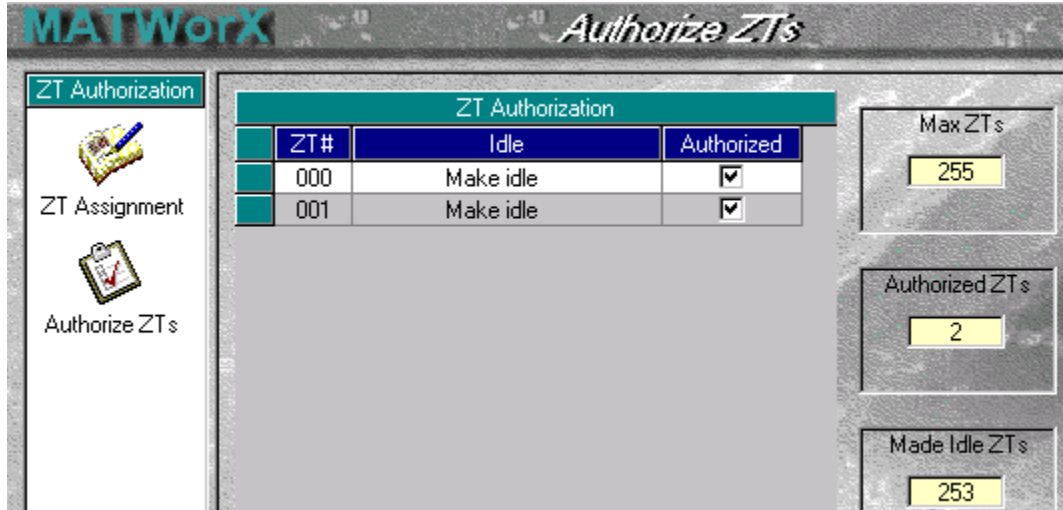 MATWorX Authorize ZTs
ZT Authorization
ZT Assignment
Authorize ZTs
ZT Authorization
ZT# Idle Authorized
000 Make idle
001 Make idle
Max ZTs
255
Authorized ZTs
2
Made Idle ZTs
253